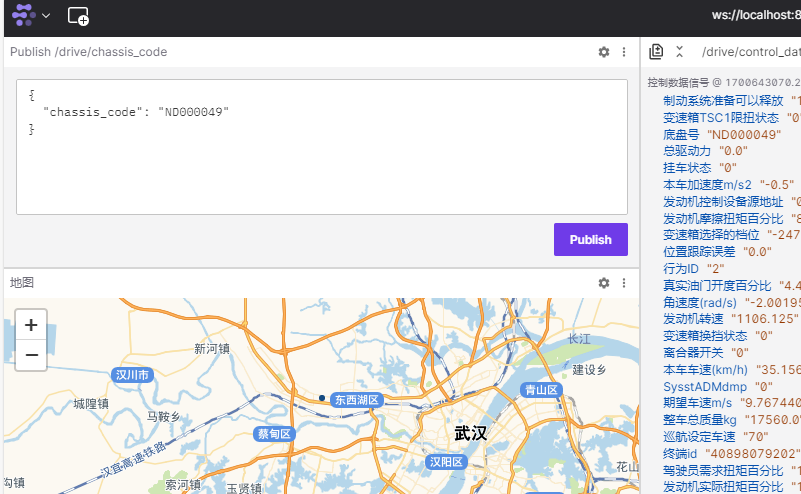 ws://localhost:8
Publish /drive/chassis_code
{
"chassis_code": "ND000049"
}
Publish
地图
+
−
新河镇
汉川市
城隍镇
马鞍乡
东西湖区
蔡甸区
汉宜高速铁路
索河镇
玉贤镇
武汉
汉阳区
青山区
长江
建设乡
花山
沟镇
/drive/control_dat
控制数据信号 @ 1700643070.2
制动系统准备可以释放 "1
变速箱TSC1限扭状态 "0"
底盘号 "ND000049"
总驱动力 "0.0"
挂车状态 "0"
本车加速度m/s2 "-0.5"
发动机控制设备源地址 "0
发动机摩擦扭矩百分比 "8
变速箱选择的档位 "-247
位置跟踪误差 "0.0"
行为ID "2"
真实油门开度百分比 "4.4
角速度(rad/s) "-2.00195
发动机转速 "1106.125"
变速箱换挡状态 "0"
离合器开关 "0"
本车车速(km/h) "35.156
SysstADMdmp "0"
期望车速m/s "9.767440
整车总质量kg "17560.0"
巡航设定车速 "70"
终端id "40898079202"
驾驶员需求扭矩百分比 "1
发动机实际扭矩百分比 "1